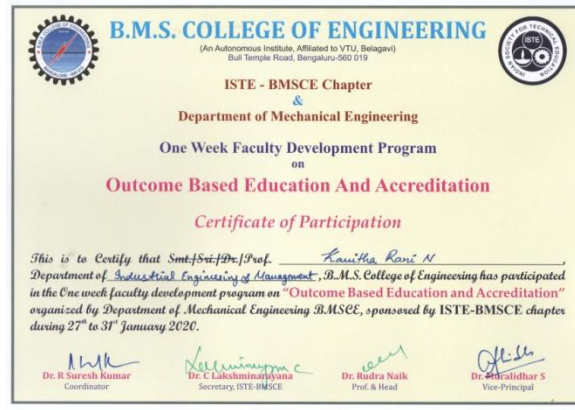 B.M.S. COLLEGE OF ENGINEERING
(An Autonomous Institute, Affiliated to VTU, Belagavi)
Bull Temple Road, Bengaluru-560 019
ISTE
ISTE - BMSCE Chapter
&
Department of Mechanical Engineering
One Week Faculty Development Program
on
Outcome Based Education And Accreditation
Certificate of Participation
This is to Certify that Smt./Sri./Dr./Prof. Kavitha Rani N,
Department of Industrial Engineering & Management, B.M.S. College of Engineering has participated
in the One week faculty development program on "Outcome Based Education and Accreditation"
organized by Department of Mechanical Engineering BMSCE, sponsored by ISTE-BMSCE chapter
during 27th to 31st January 2020.
Dr. R Suresh Kumar Dr. C Lakshminarayana Dr. Rudra Naik Dr. Muralidhar S
Coordinator Secretary, ISTE-BMSCE Prof. & Head Vice-Principal